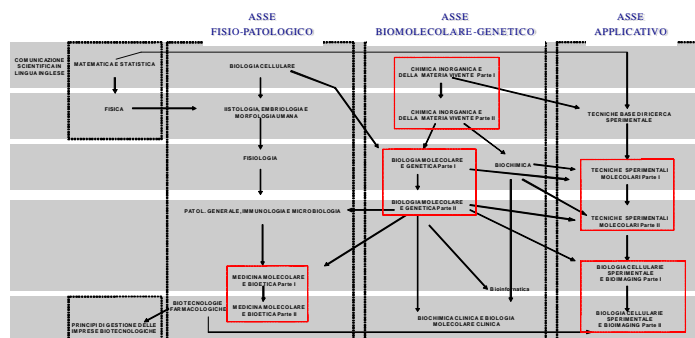 ASSE
FISIO-PATOLOGICO
ASSE
BIOMOLECOLARE-GENETICO
ASSE
APPLICATIVO
COMUNICAZIONE
SCIENTIFICA IN
LINGUA INGLESE
MATEMATICA E STATISTICA
FISICA
BIOLOGIA CELLULARE
ISTOLOGIA, EMBRIOLOGIA E
MORFOLOGIA UMANA
FISIOLOGIA
PATOL. GENERALE, IMMUNOLOGIA E MICROBIOLOGIA
MEDICINA MOLECOLARE
E BIOETICA Parte I
MEDICINA MOLECOLARE
E BIOETICA Parte II
BIOTECNOLOGIE
FARMACOLOGICHE
PRINCIPI DI GESTIONE DELLE
IMPRESE BIOTECNOLOGICHE
CHIMICA INORGANICA E
DELLA MATERIA VIVENTE Parte I
CHIMICA INORGANICA E
DELLA MATERIA VIVENTE Parte II
BIOLOGIA MOLECOLARE
E GENETICA Parte I
BIOLOGIA MOLECOLARE
E GENETICA Parte II
BIOCHIMICA
Bioinformatica
BIOCHIMICA CLINICA E BIOLOGIA
MOLECOLARE CLINICA
TECNICHE BASE DI RICERCA
SPERIMENTALE
TECNICHE SPERIMENTALI
MOLECOLARI Parte I
TECNICHE SPERIMENTALI
MOLECOLARI Parte II
BIOLOGIA CELLULARI E
SPERIMENTALE
E BIOIMAGING Parte I
BIOLOGIA CELLULARI E
SPERIMENTALE
E BIOIMAGING Parte II